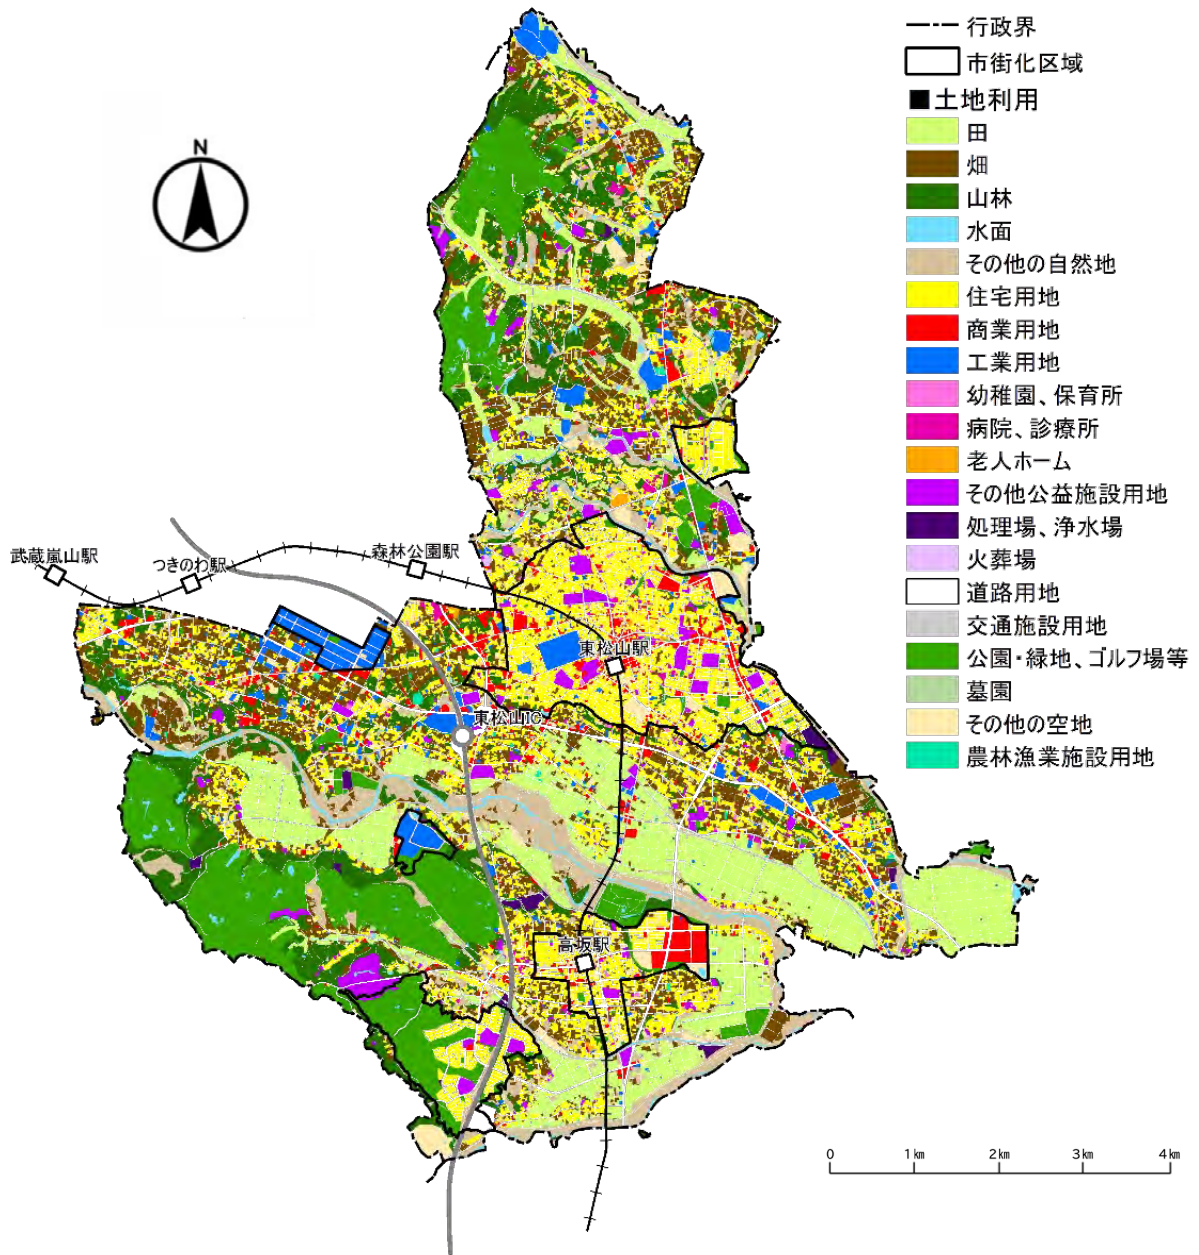 行政界
市街化区域
■土地利用
田
畑
山林
水面
その他の自然地
住宅用地
商業用地
工業用地
幼稚園、保育所
病院、診療所
老人ホーム
その他公益施設用地
処理場、浄水場
火葬場
道路用地
交通施設用地
公園・緑地、ゴルフ場等
墓園
その他の空地
農林漁業施設用地
N
武蔵嵐山駅
つきのわ駅
森林公園駅
東松山駅
東松山IC
高坂駅
0 1km 2km 3km 4km